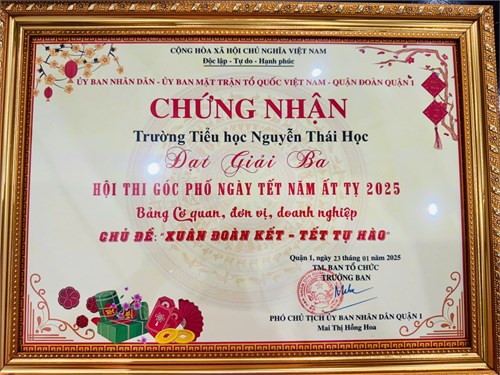 CỘNG HÒA XÃ HỘI CHỦ NGHĨA VIỆT NAM
Độc lập - Tự do - Hạnh phúc
ỦY BAN NHÂN DÂN - ỦY BAN MẶT TRẬN TỔ QUỐC VIỆT NAM - QUẬN ĐOÀN QUẬN 1
CHỨNG NHẬN
Trường Tiểu học Nguyễn Thái Học
Đạt Giải Ba
HỘI THI GÓC PHỐ NGÀY TẾT NĂM ẤT TỴ 2025
Bảng Cơ quan, đơn vị, doanh nghiệp
CHỦ ĐỀ: "XUÂN ĐOÀN KẾT - TẾT TỰ HÀO"
Quận 1, ngày 23 tháng 01 năm 2025
TM. BAN TỔ CHỨC
TRƯỞNG BAN
PHÓ CHỦ TỊCH ỦY BAN NHÂN DÂN QUẬN 1
Mai Thị Hồng Hoa